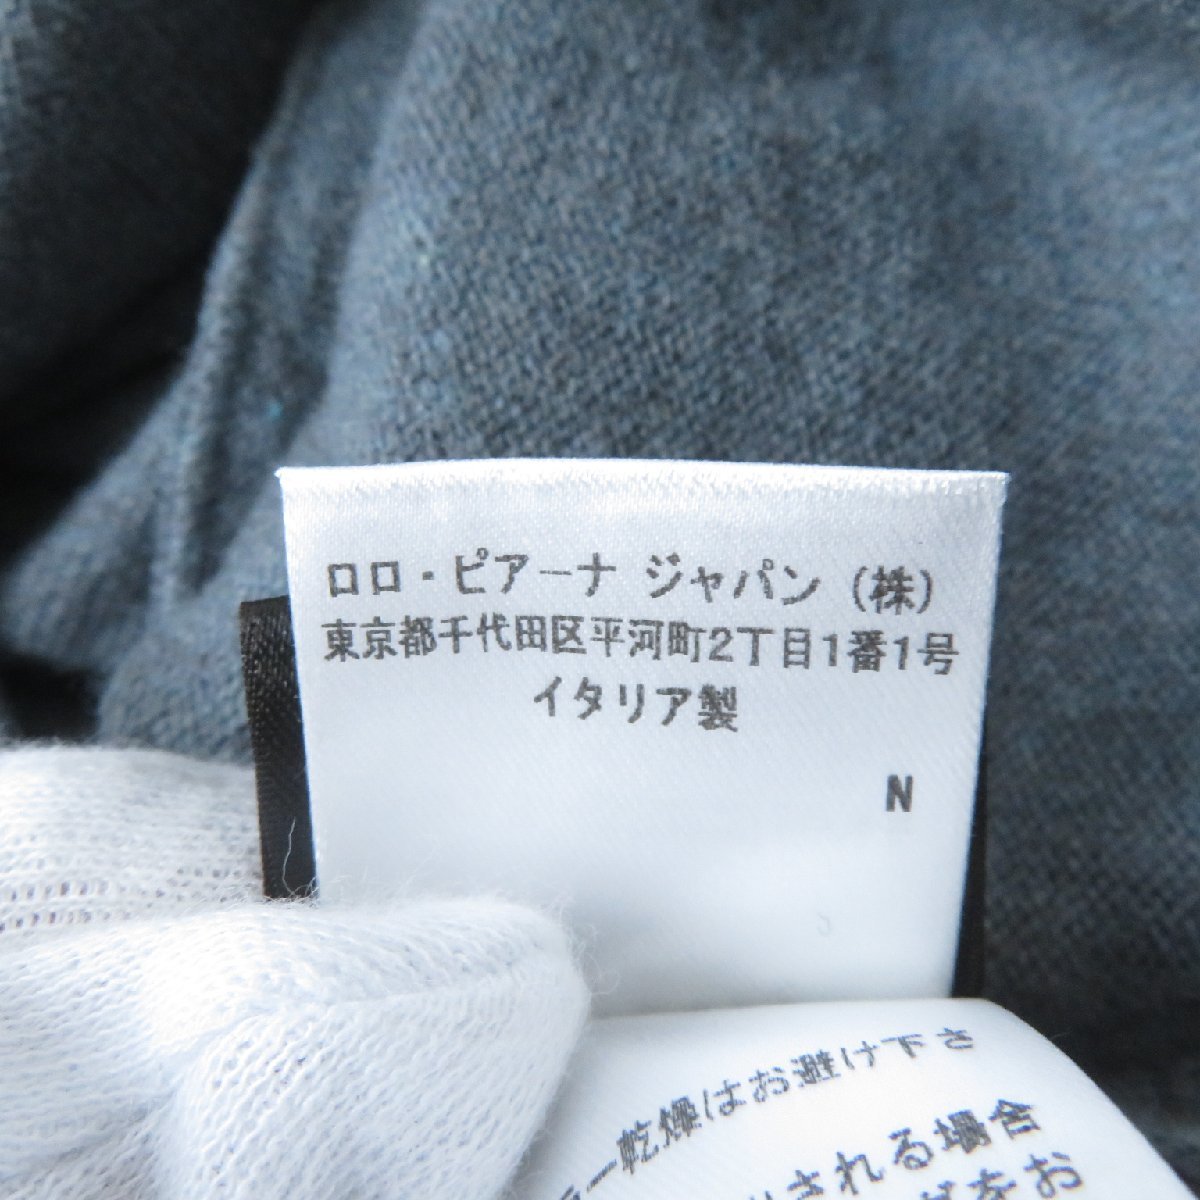 ロロ・ピアーナ ジャパン (株)
東京都千代田区平河町2丁目1番1号
イタリア製
N
ー乾燥はお避け下さ
される場合
をお